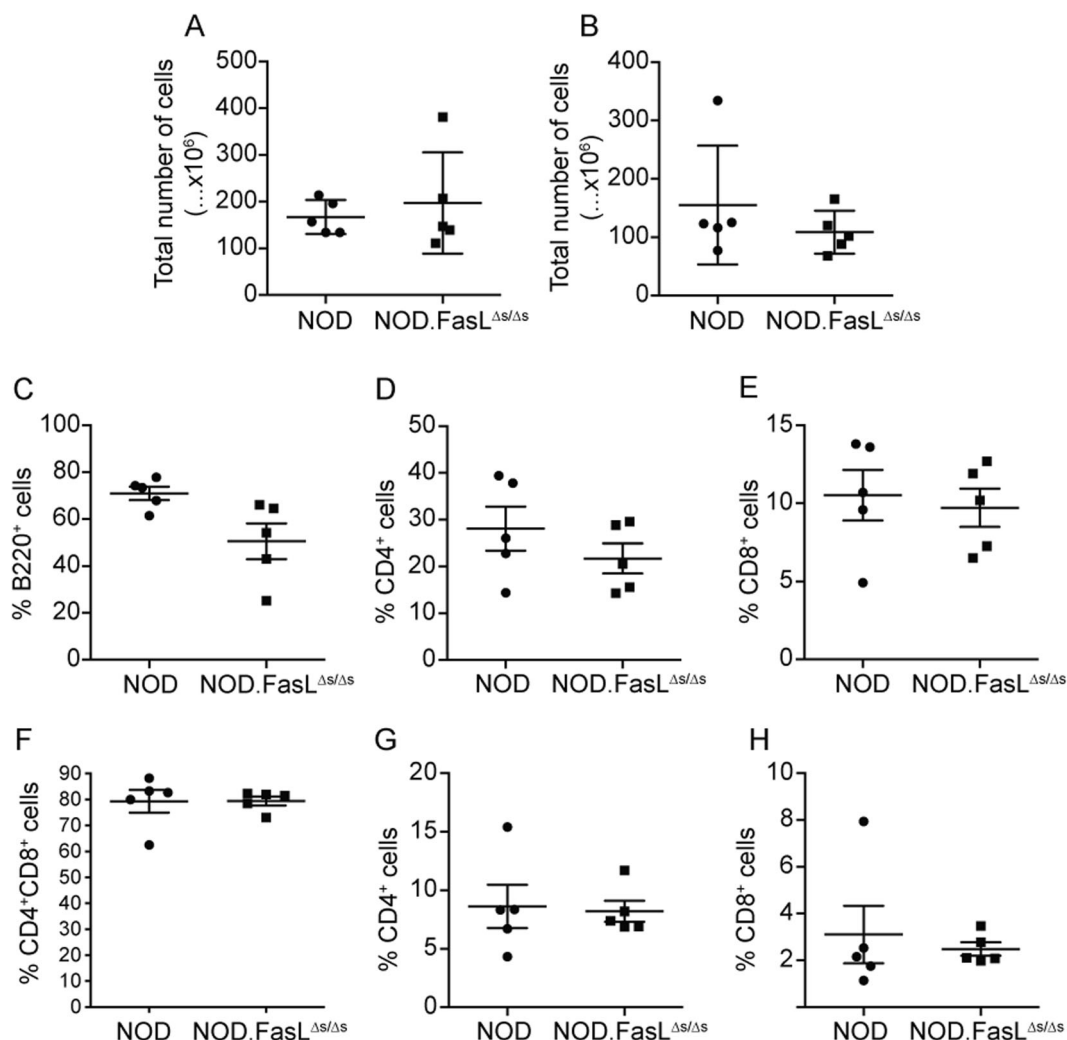 A
Total number of cells
(...x10⁶)
500
400
300
200
100
0
NOD
NOD.FasL^Δs/Δs
B
Total number of cells
(...x10⁶)
400
300
200
100
0
NOD
NOD.FasL^Δs/Δs
C
% B220⁺ cells
100
80
60
40
20
0
NOD
NOD.FasL^Δs/Δs
D
% CD4⁺ cells
50
40
30
20
10
0
NOD
NOD.FasL^Δs/Δs
E
% CD8⁺ cells
15
10
5
0
NOD
NOD.FasL^Δs/Δs
F
% CD4⁺CD8⁺ cells
90
80
70
60
50
40
30
20
10
0
NOD
NOD.FasL^Δs/Δs
G
% CD4⁺ cells
20
15
10
5
0
NOD
NOD.FasL^Δs/Δs
H
% CD8⁺ cells
10
8
6
4
2
NOD
NOD.FasL^Δs/Δs